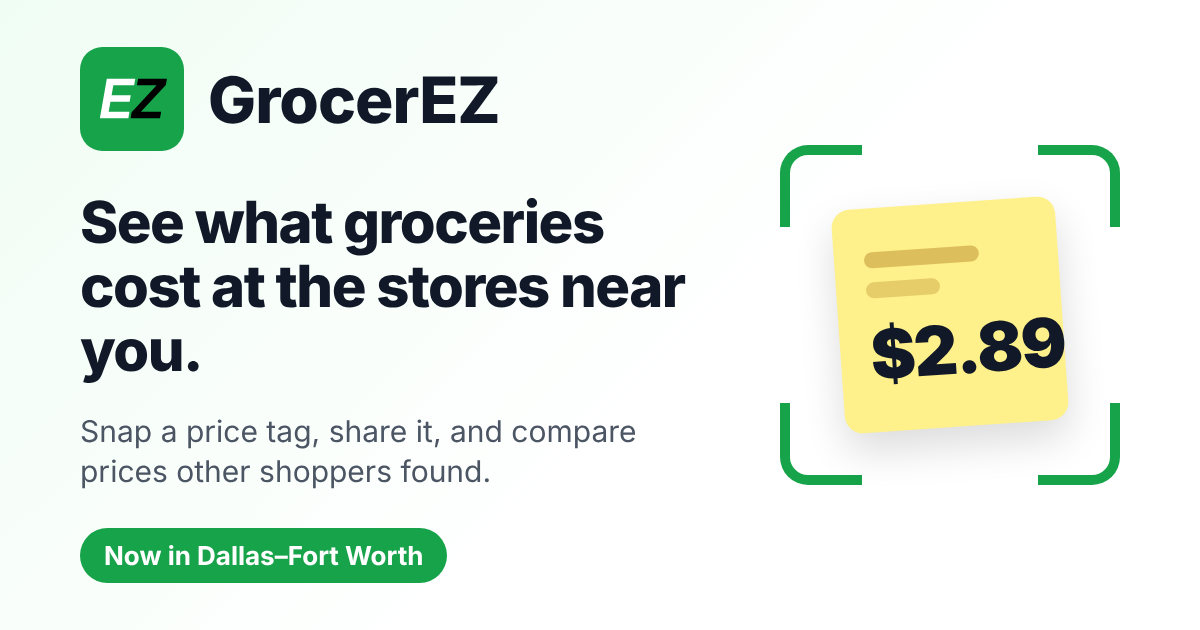 EZ
GrocerEZ
See what groceries
cost at the stores near
you.
Snap a price tag, share it, and compare
prices other shoppers found.
Now in Dallas–Fort Worth
$2.89